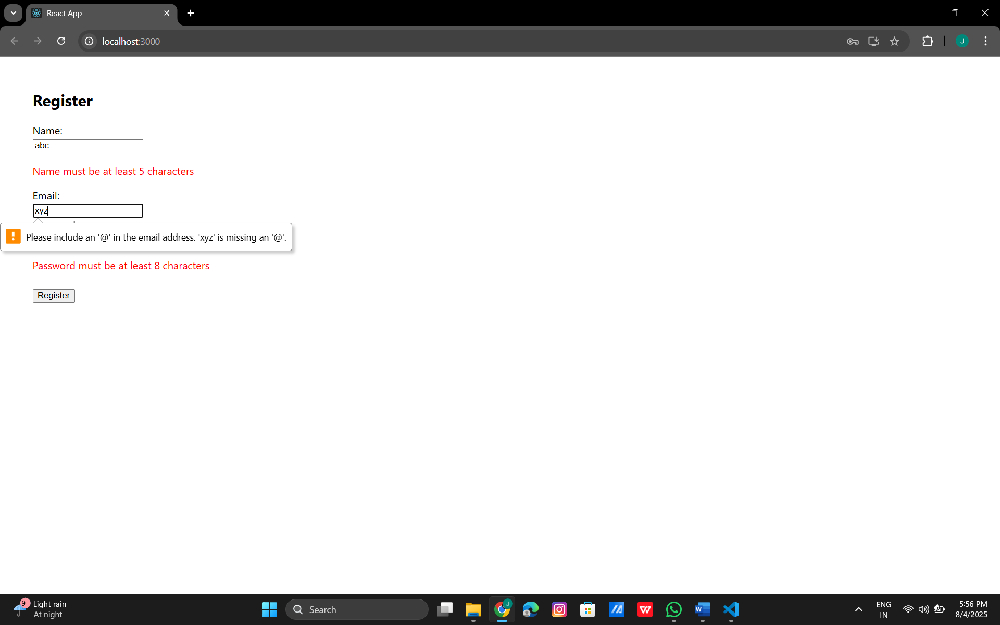 React App
localhost:3000
J
Register
Name:
abc
Name must be at least 5 characters
Email:
xyz
Please include an '@' in the email address. 'xyz' is missing an '@'.
Password must be at least 8 characters
Register
9+
Light rain
At night
Search
J
W
W
ENG
IN
5:56 PM
8/4/2025